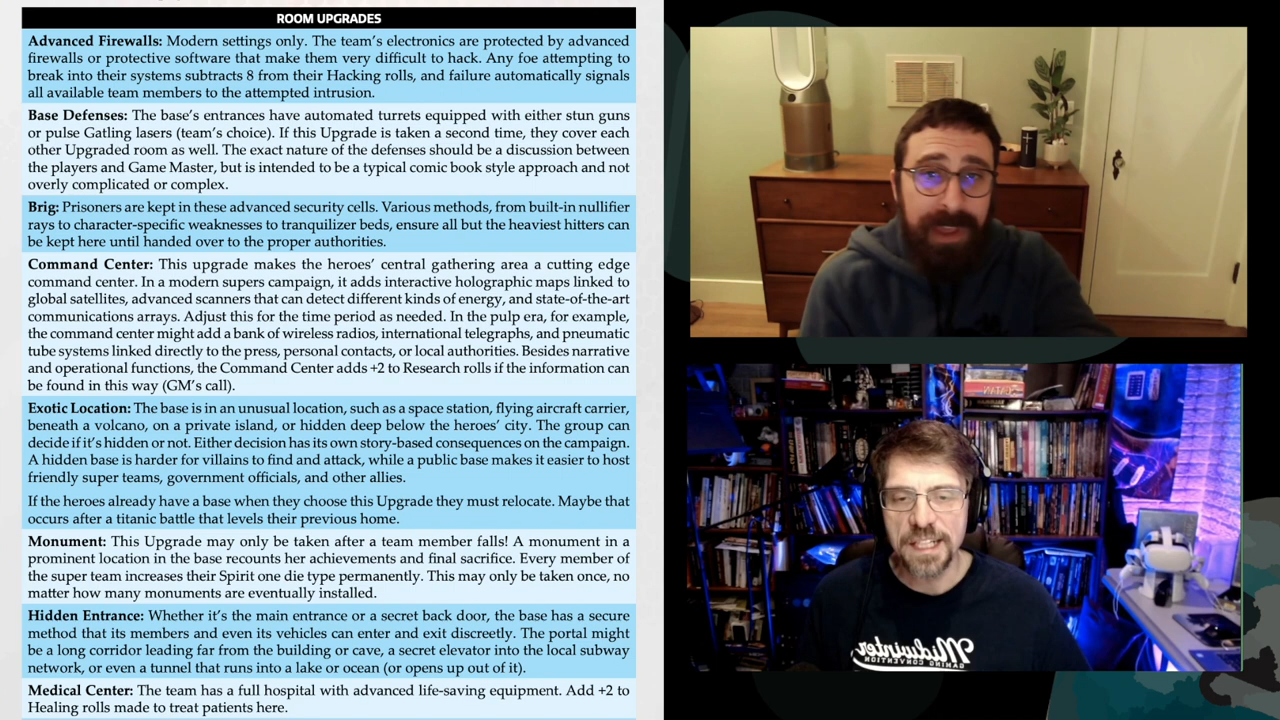 ROOM UPGRADES
Advanced Firewalls: Modern settings only. The team's electronics are protected by advanced
firewalls or protective software that make them very difficult to hack. Any foe attempting to
break into their systems subtracts 8 from their Hacking rolls, and failure automatically signals
all available team members to the attempted intrusion.
Base Defenses: The base's entrances have automated turrets equipped with either stun guns
or pulse Gatling lasers (team's choice). If this Upgrade is taken a second time, they cover each
other Upgraded room as well. The exact nature of the defenses should be a discussion between
the players and Game Master, but is intended to be a typical comic book style approach and not
overly complicated or complex.
Brig: Prisoners are kept in these advanced security cells. Various methods, from built-in nullifier
rays to character-specific weaknesses to tranquilizer beds, ensure all but the heaviest hitters can
be kept here until handed over to the proper authorities.
Command Center: This upgrade makes the heroes' central gathering area a cutting edge
command center. In a modern supers campaign, it adds interactive holographic maps linked to
global satellites, advanced scanners that can detect different kinds of energy, and state-of-the-art
communications arrays. Adjust this for the time period as needed. In the pulp era, for example,
the command center might add a bank of wireless radios, international telegraphs, and pneumatic
tube systems linked directly to the press, personal contacts, or local authorities. Besides narrative
and operational functions, the Command Center adds +2 to Research rolls if the information can
be found in this way (GM's call).
Exotic Location: The base is in an unusual location, such as a space station, flying aircraft carrier,
beneath a volcano, on a private island, or hidden deep below the heroes' city. The group can
decide if it's hidden or not. Either decision has its own story-based consequences on the campaign.
A hidden base is harder for villains to find and attack, while a public base makes it easier to host
friendly super teams, government officials, and other allies.
If the heroes already have a base when they choose this Upgrade they must relocate. Maybe that
occurs after a titanic battle that levels their previous home.
Monument: This Upgrade may only be taken after a team member falls! A monument in a
prominent location in the base recounts her achievements and final sacrifice. Every member of
the super team increases their Spirit one die type permanently. This may only be taken once, no
matter how many monuments are eventually installed.
Hidden Entrance: Whether it's the main entrance or a secret back door, the base has a secure
method that its members and even its vehicles can enter and exit discreetly. The portal might
be a long corridor leading far from the building or cave, a secret elevator into the local subway
network, or even a tunnel that runs into a lake or ocean (or opens up out of it).
Medical Center: The team has a full hospital with advanced life-saving equipment. Add +2 to
Healing rolls made to treat patients here.
Midwinter
GAMING CONVENTION